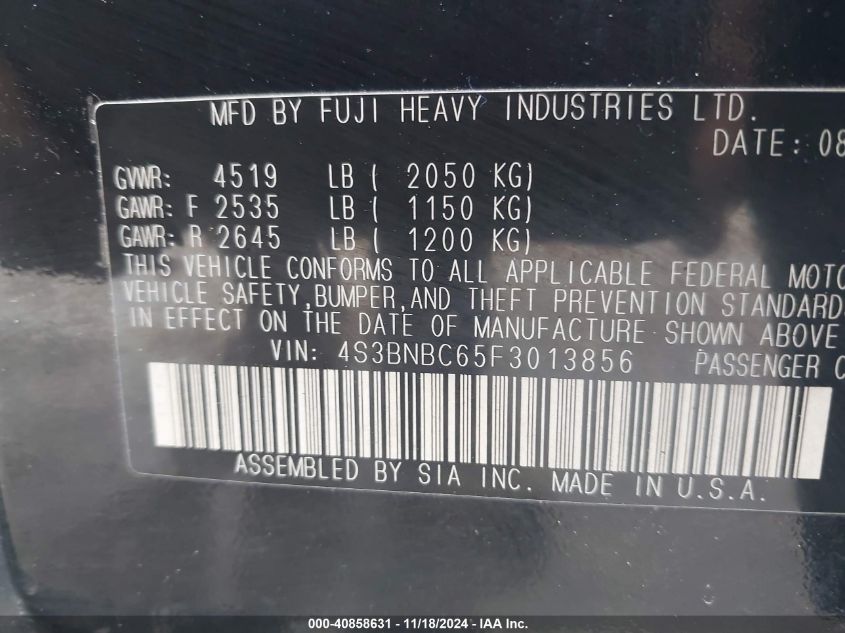 MFD BY FUJI HEAVY INDUSTRIES LTD.
DATE: 08
GVWR: 4519 LB ( 2050 KG)
GAWR: F 2535 LB ( 1150 KG)
GAWR: R 2645 LB ( 1200 KG)
THIS VEHICLE CONFORMS TO ALL APPLICABLE FEDERAL MOTO
VEHICLE SAFETY,BUMPER,AND THEFT PREVENTION STANDARDS
IN EFFECT ON THE DATE OF MANUFACTURE SHOWN ABOVE
VIN: 4S3BNBC65F3013856 PASSENGER C
ASSEMBLED BY SIA INC. MADE IN U.S.A.
000-40858631 - 11/18/2024 - IAA Inc.